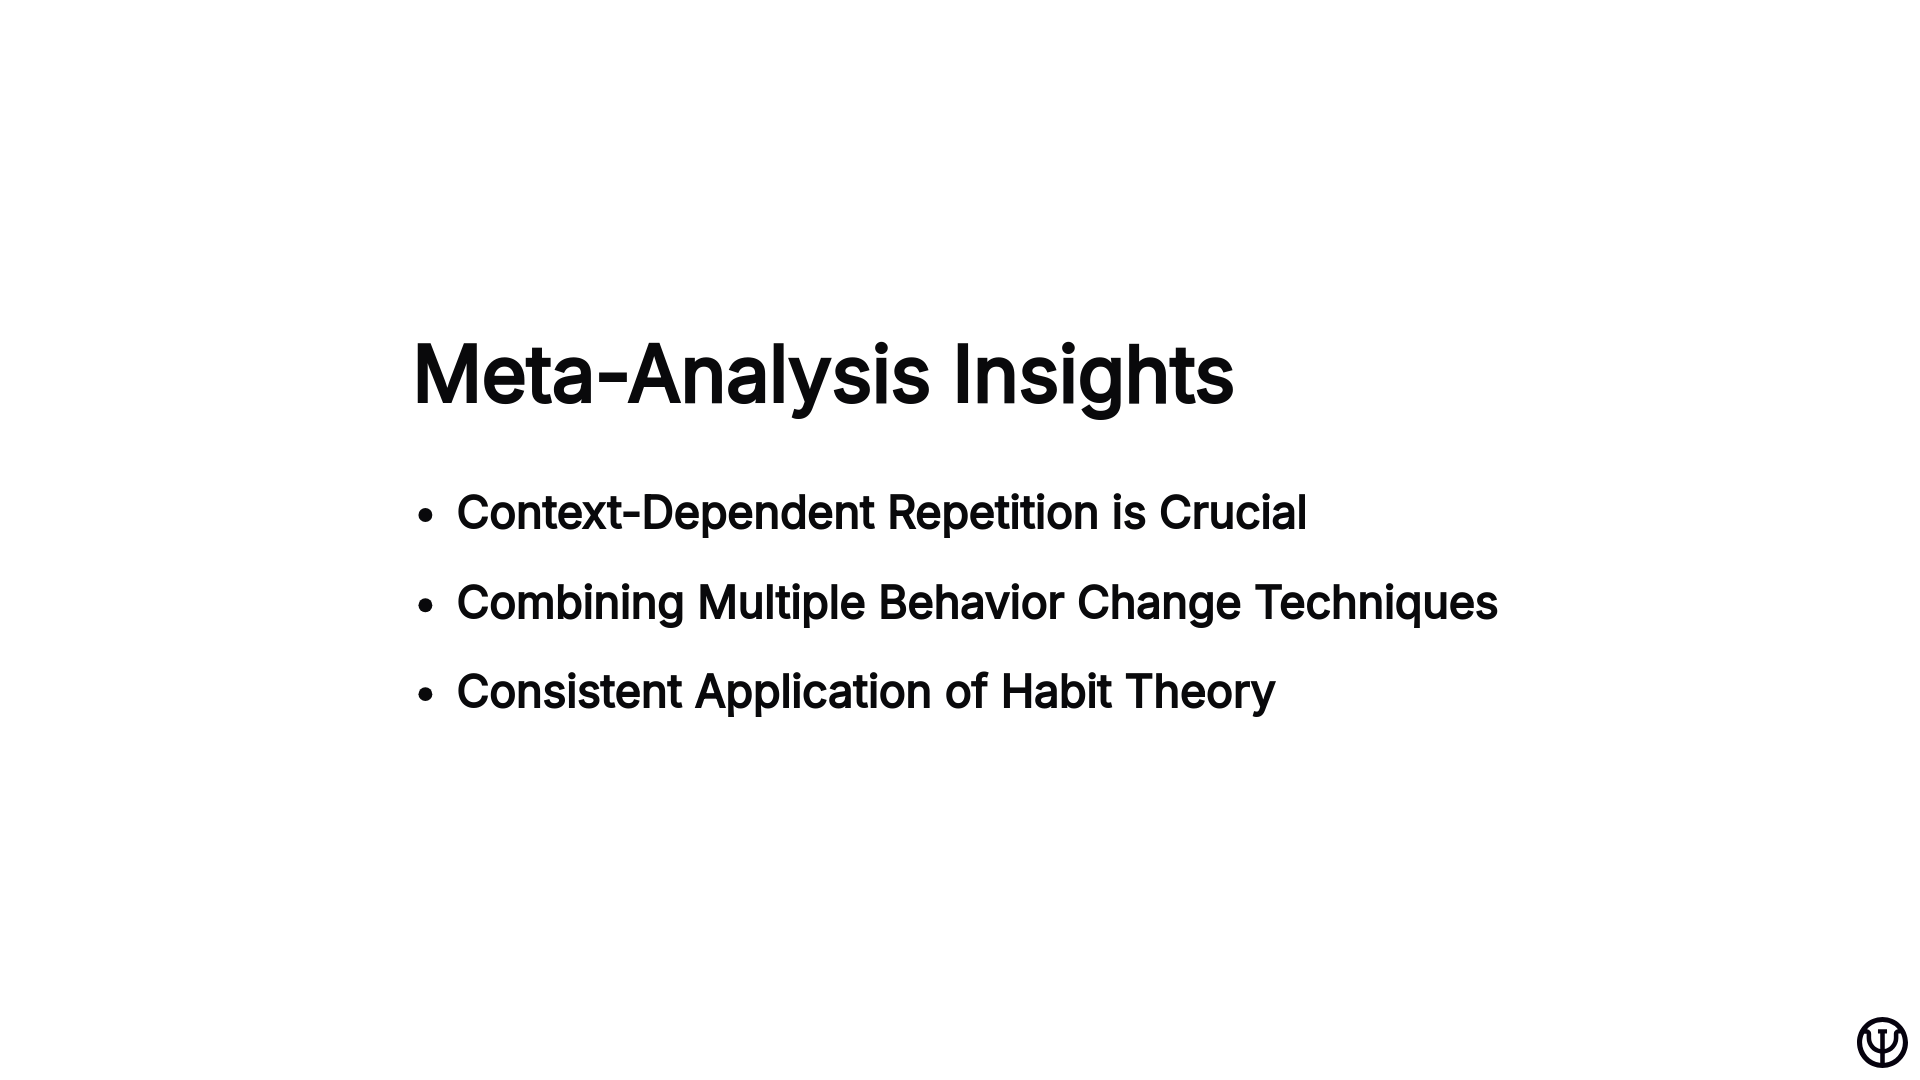 Meta-Analysis Insights
• Context-Dependent Repetition is Crucial
• Combining Multiple Behavior Change Techniques
• Consistent Application of Habit Theory